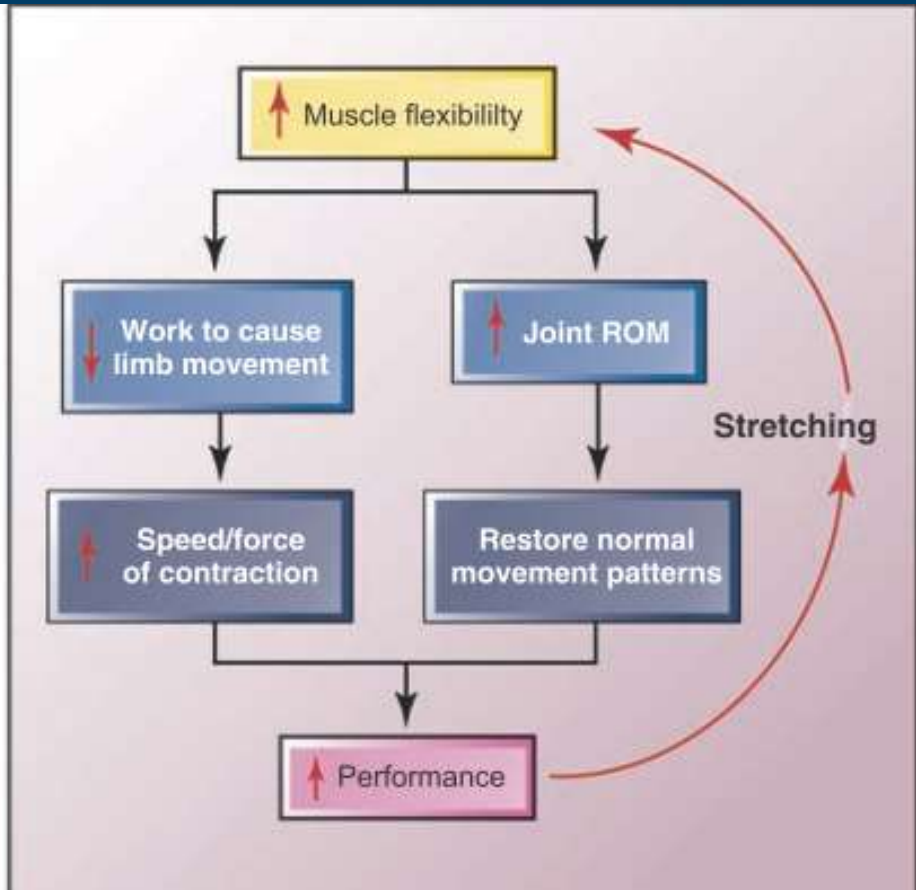 Muscle flexibililty
Work to cause
limb movement
Joint ROM
Stretching
Speed/force
of contraction
Restore normal
movement patterns
Performance